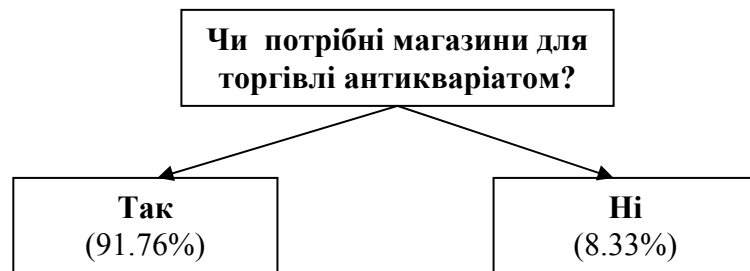 Чи потрібні магазини для
торгівлі антикваріатом?
Так
(91.76%)
Ні
(8.33%)